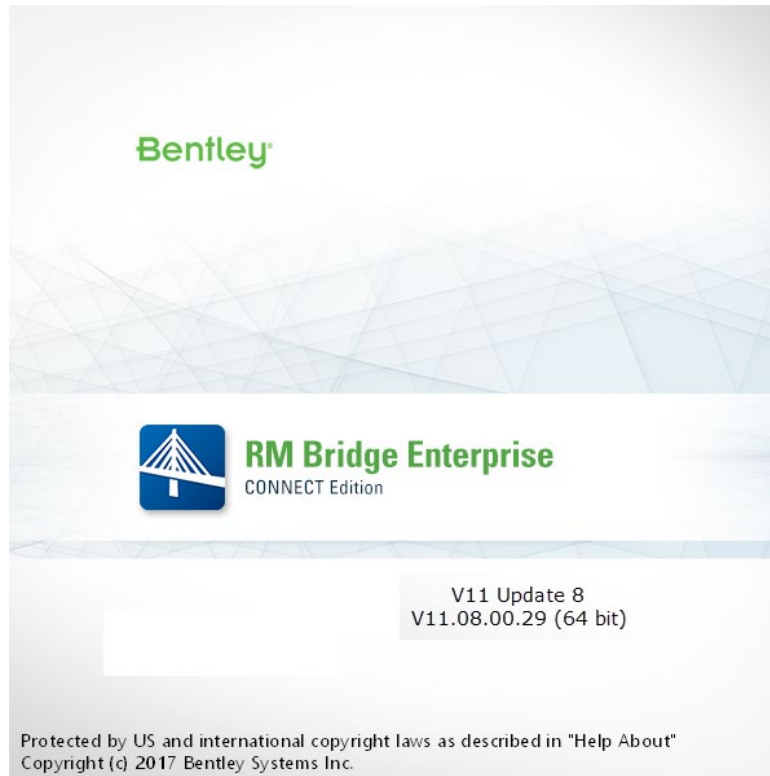 Bentley®
RM Bridge Enterprise
CONNECT Edition
V11 Update 8
V11.08.00.29 (64 bit)
Protected by US and international copyright laws as described in "Help About"
Copyright (c) 2017 Bentley Systems Inc.